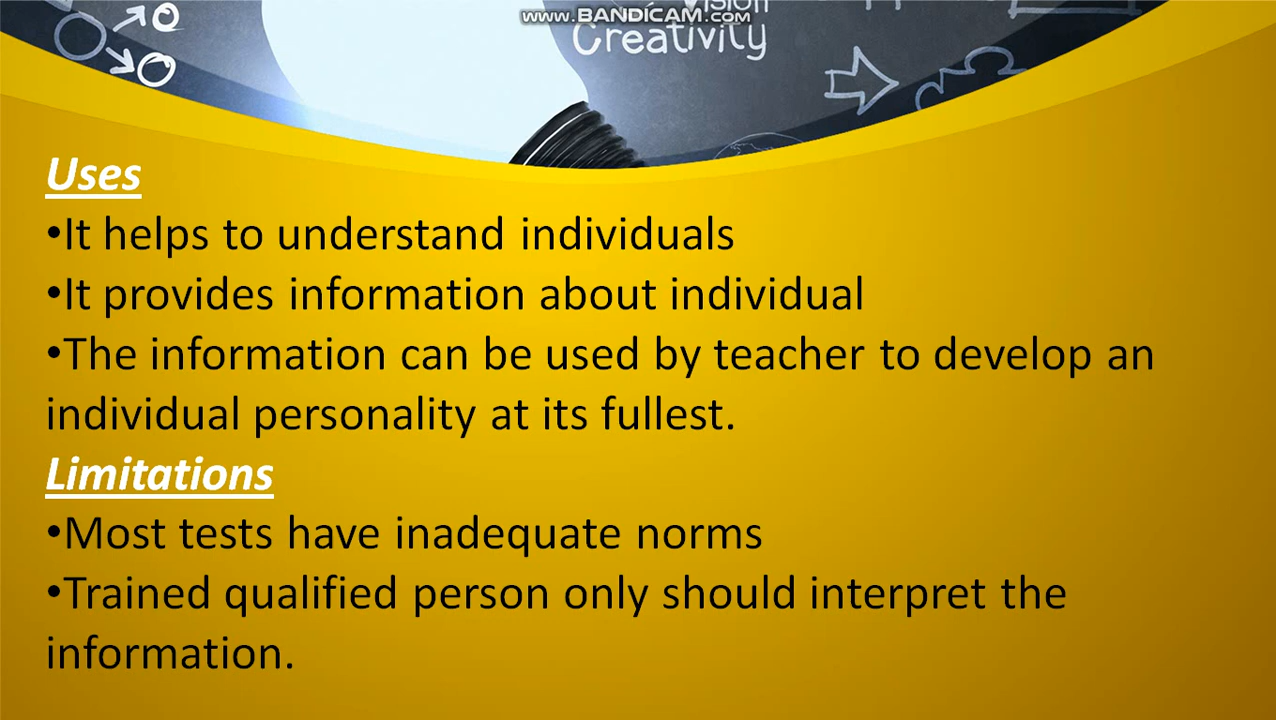 www.BANDICAM.com
Creativity
Uses
•It helps to understand individuals
•It provides information about individual
•The information can be used by teacher to develop an
individual personality at its fullest.
Limitations
•Most tests have inadequate norms
•Trained qualified person only should interpret the
information.